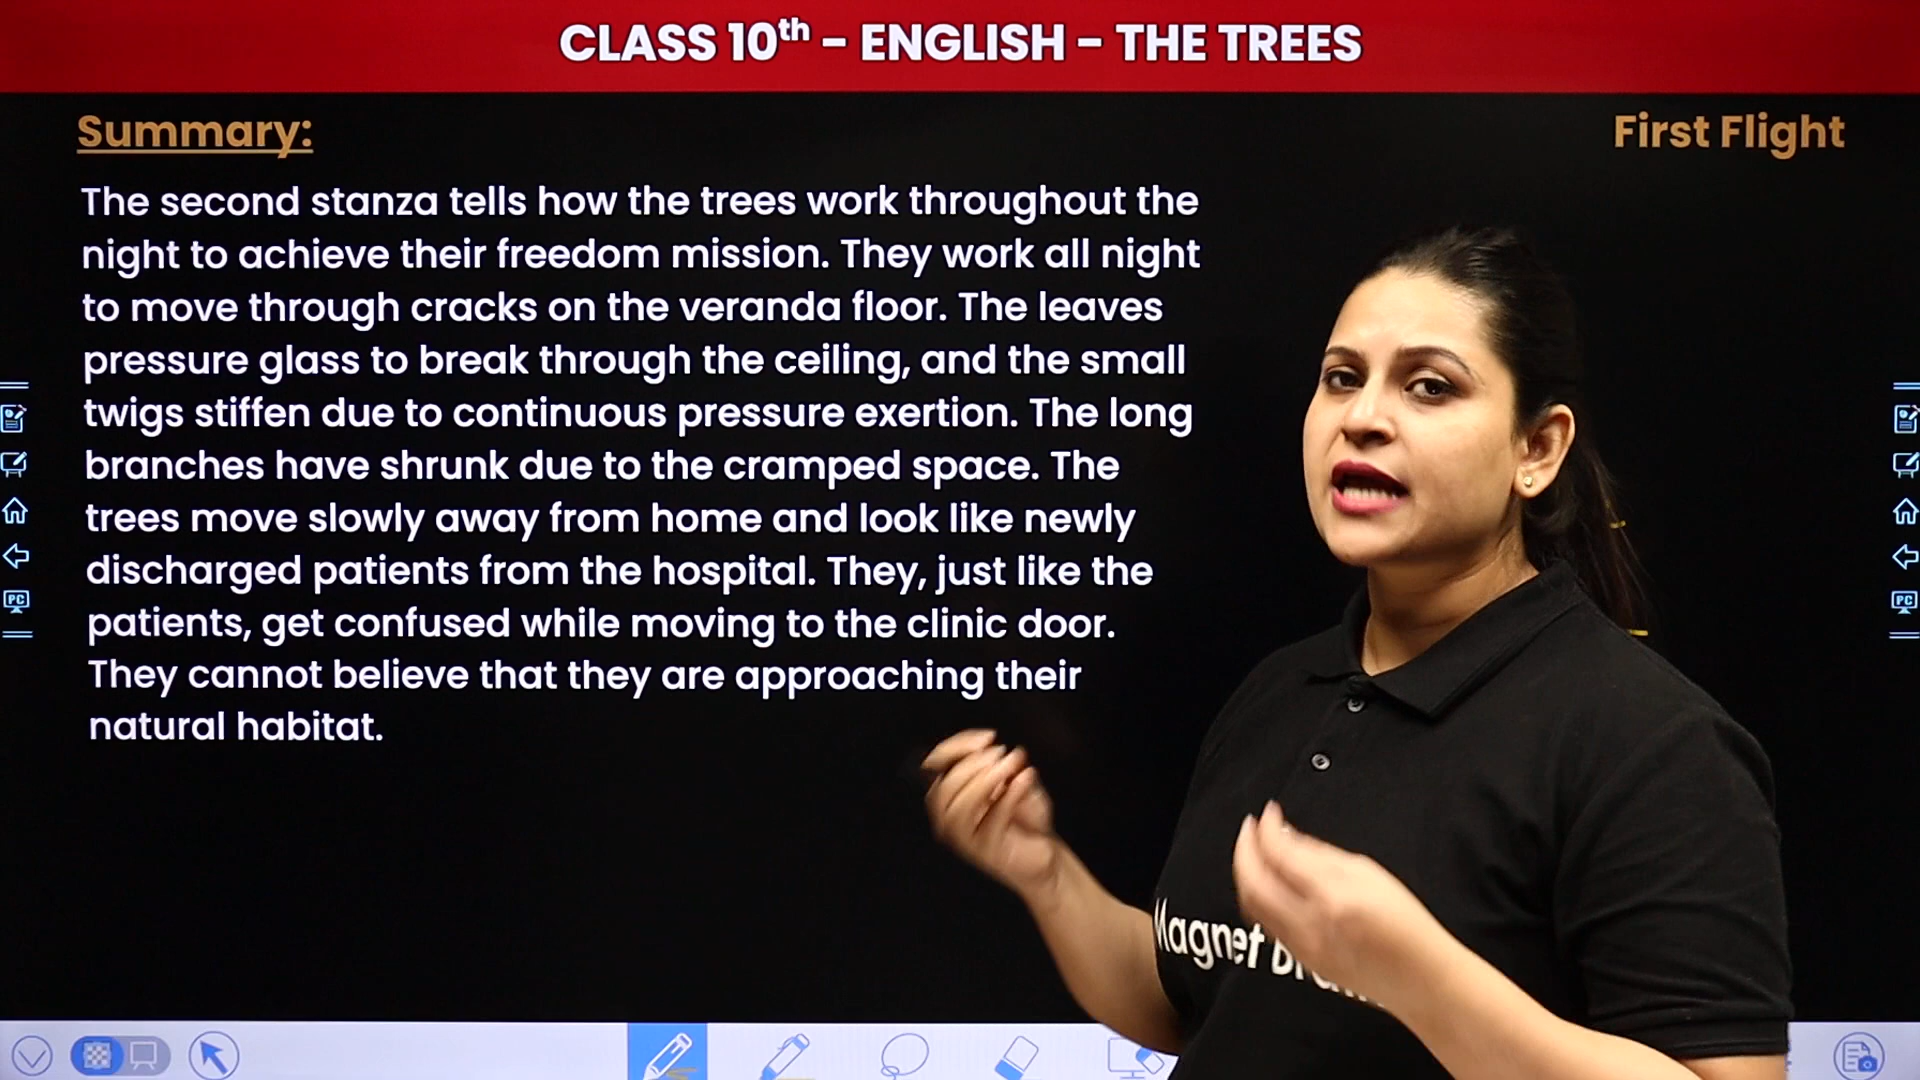 CLASS 10th - ENGLISH - THE TREES
Summary:
First Flight
The second stanza tells how the trees work throughout the
night to achieve their freedom mission. They work all night
to move through cracks on the veranda floor. The leaves
pressure glass to break through the ceiling, and the small
twigs stiffen due to continuous pressure exertion. The long
branches have shrunk due to the cramped space. The
trees move slowly away from home and look like newly
discharged patients from the hospital. They, just like the
patients, get confused while moving to the clinic door.
They cannot believe that they are approaching their
natural habitat.
PC
PC
Magnet